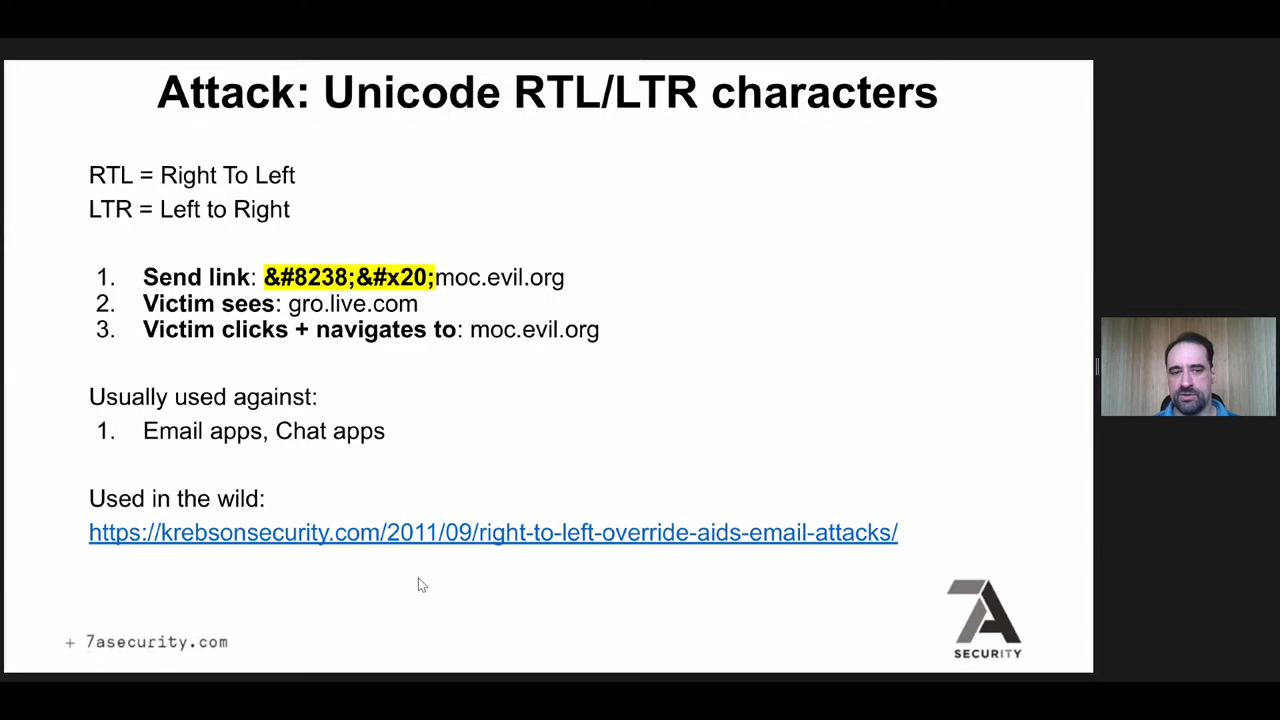 Attack: Unicode RTL/LTR characters
RTL = Right To Left
LTR = Left to Right
1. Send link: &#8238;&#x20;moc.evil.org
2. Victim sees: gro.live.com
3. Victim clicks + navigates to: moc.evil.org
Usually used against:
1. Email apps, Chat apps
Used in the wild:
https://krebsonsecurity.com/2011/09/right-to-left-override-aids-email-attacks/
+ 7asecurity.com
7A
SECURITY